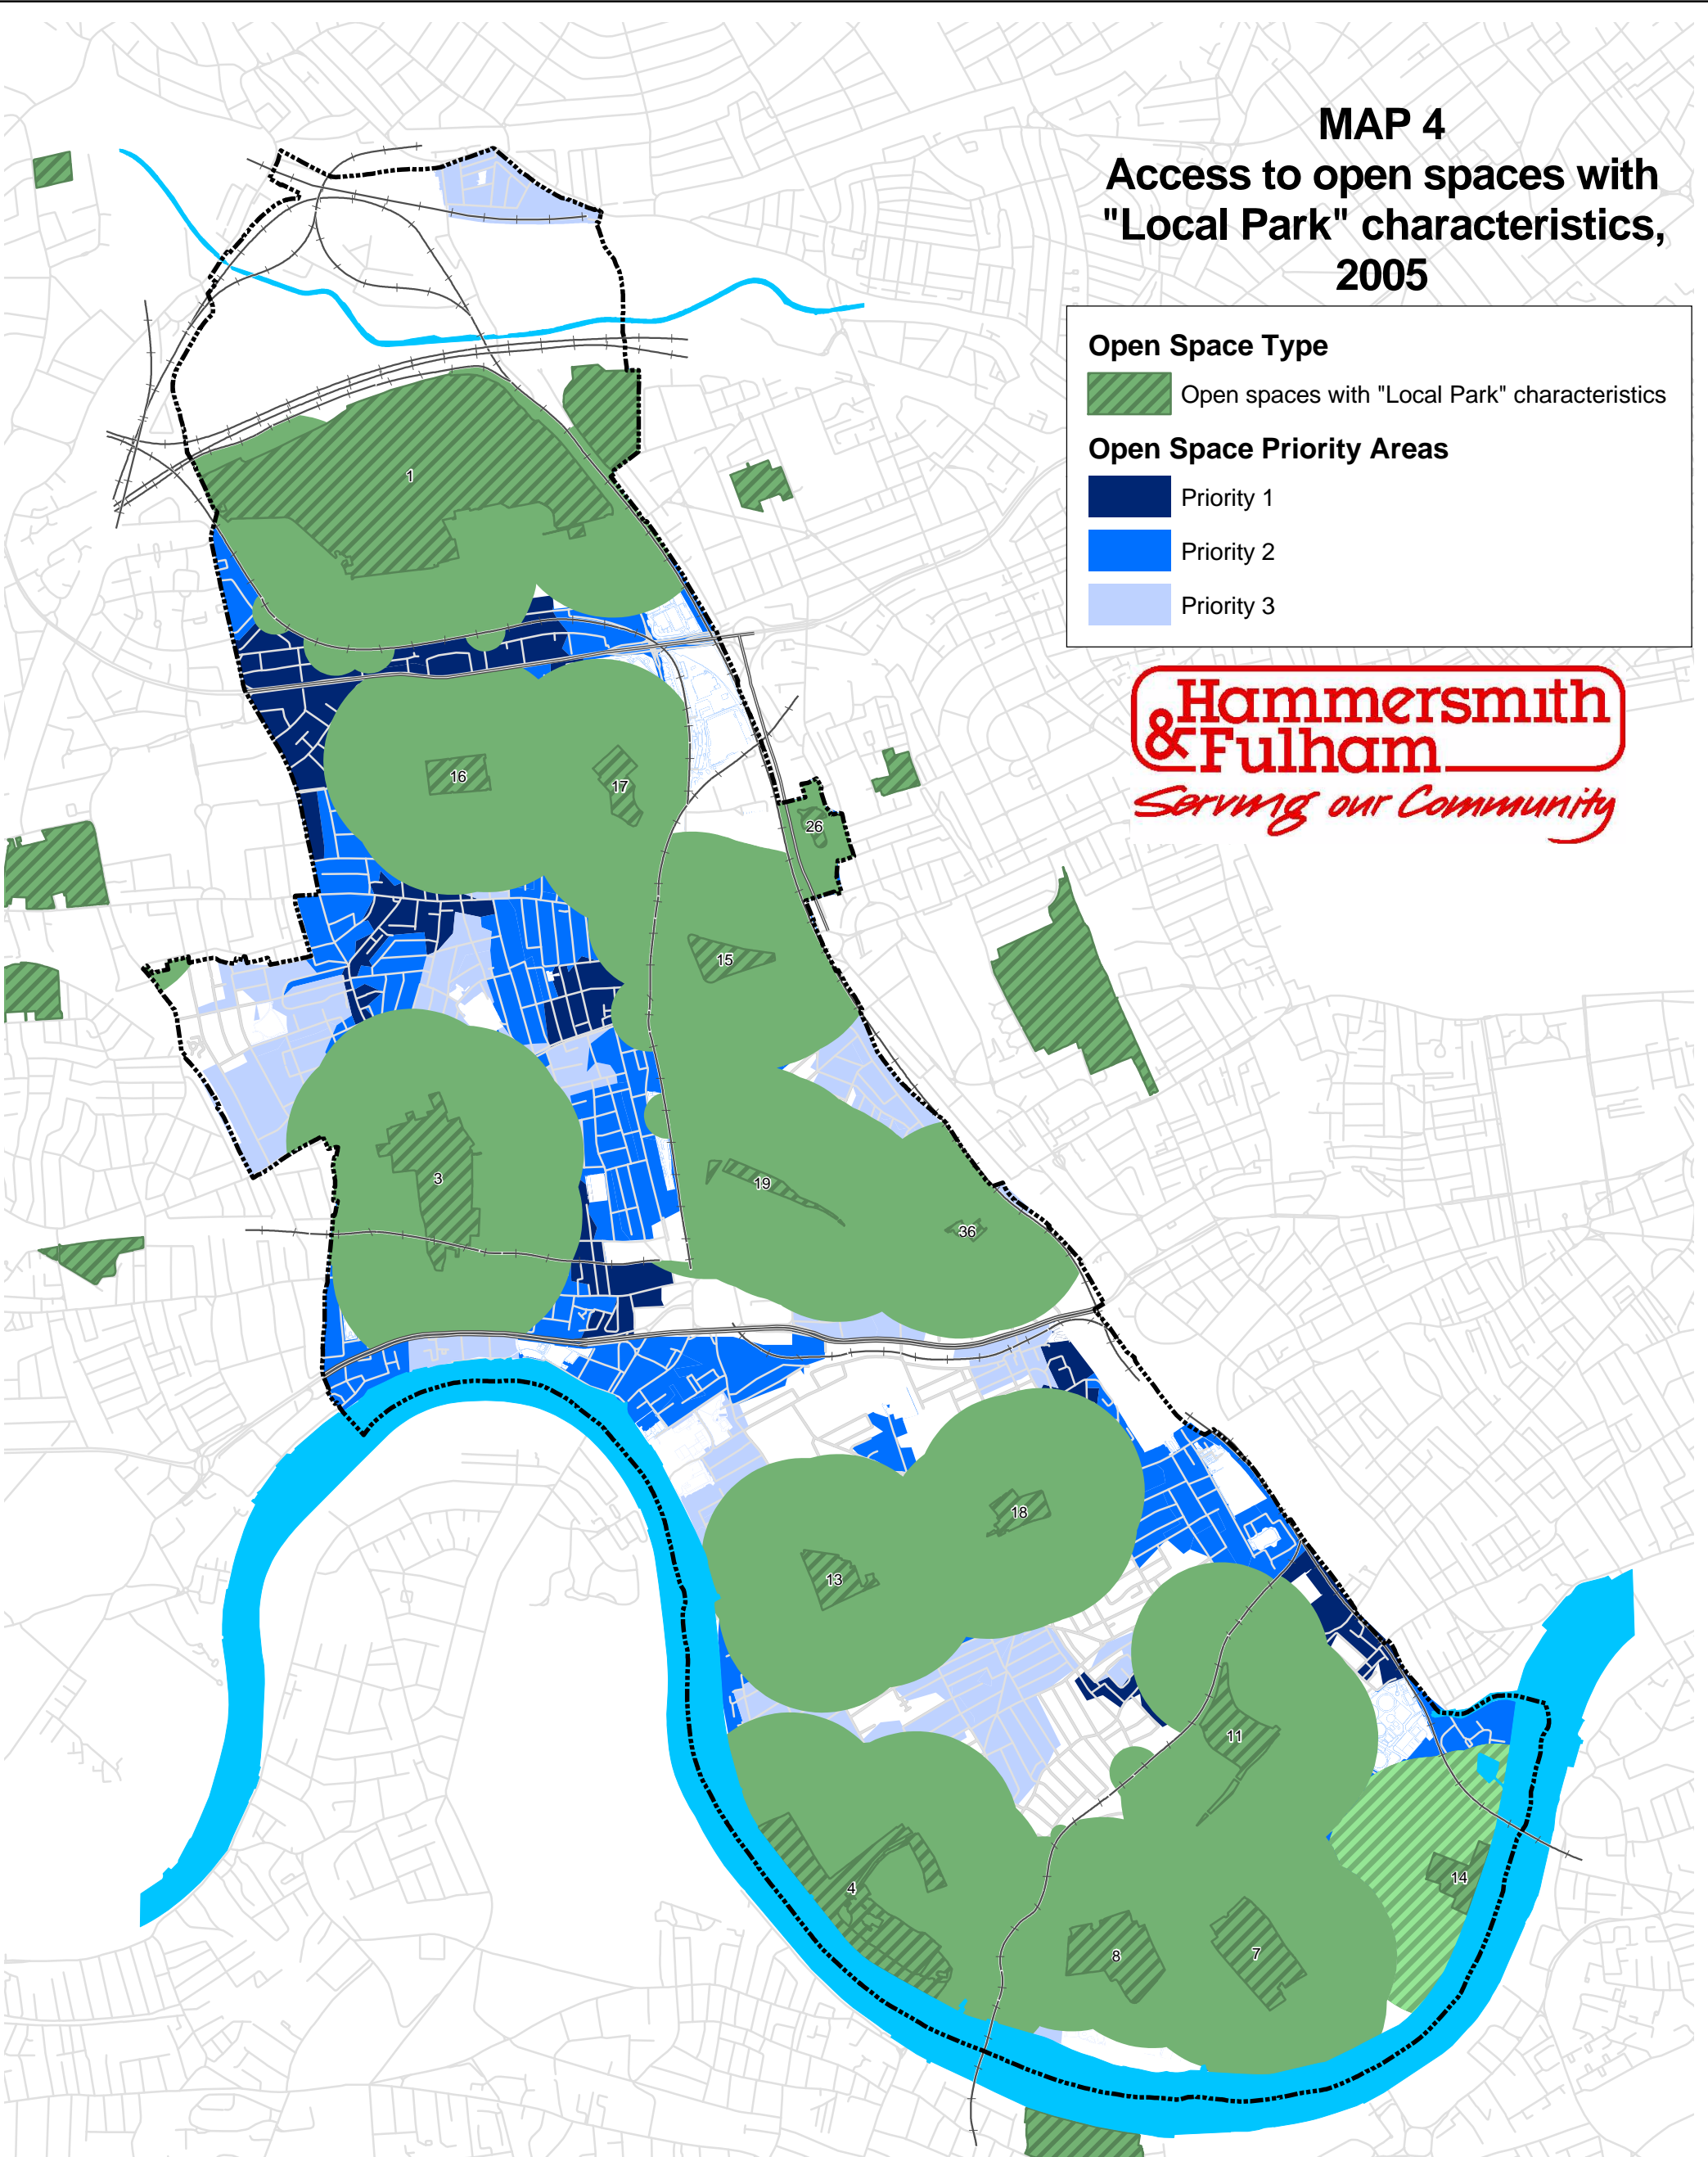 MAP 4
Access to open spaces with
"Local Park" characteristics,
2005
Open Space Type
Open spaces with "Local Park" characteristics
Open Space Priority Areas
Priority 1
Priority 2
Priority 3
Hammersmith
&Fulham
Serving our Community
1
16
17
26
15
3
19
36
18
13
11
4
14
8
7